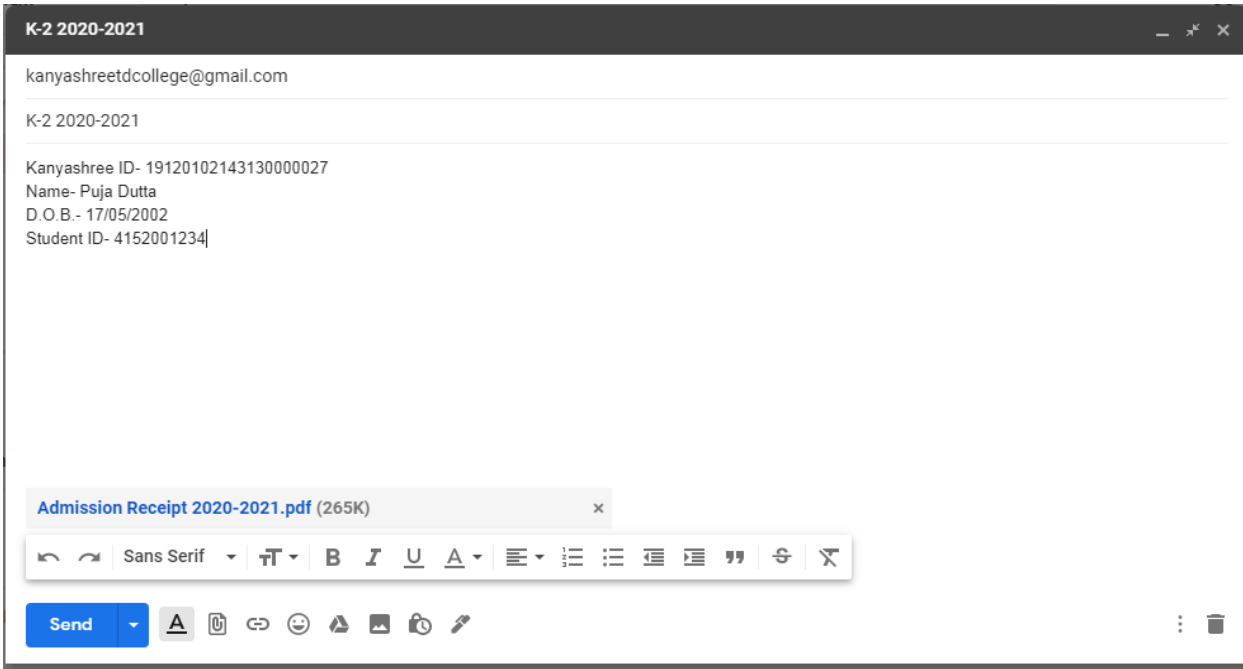 K-2 2020-2021
kanyashreetdcollege@gmail.com
K-2 2020-2021
Kanyashree ID- 19120102143130000027
Name- Puja Dutta
D.O.B.- 17/05/2002
Student ID- 4152001234
Admission Receipt 2020-2021.pdf (265K)
Sans Serif
Send